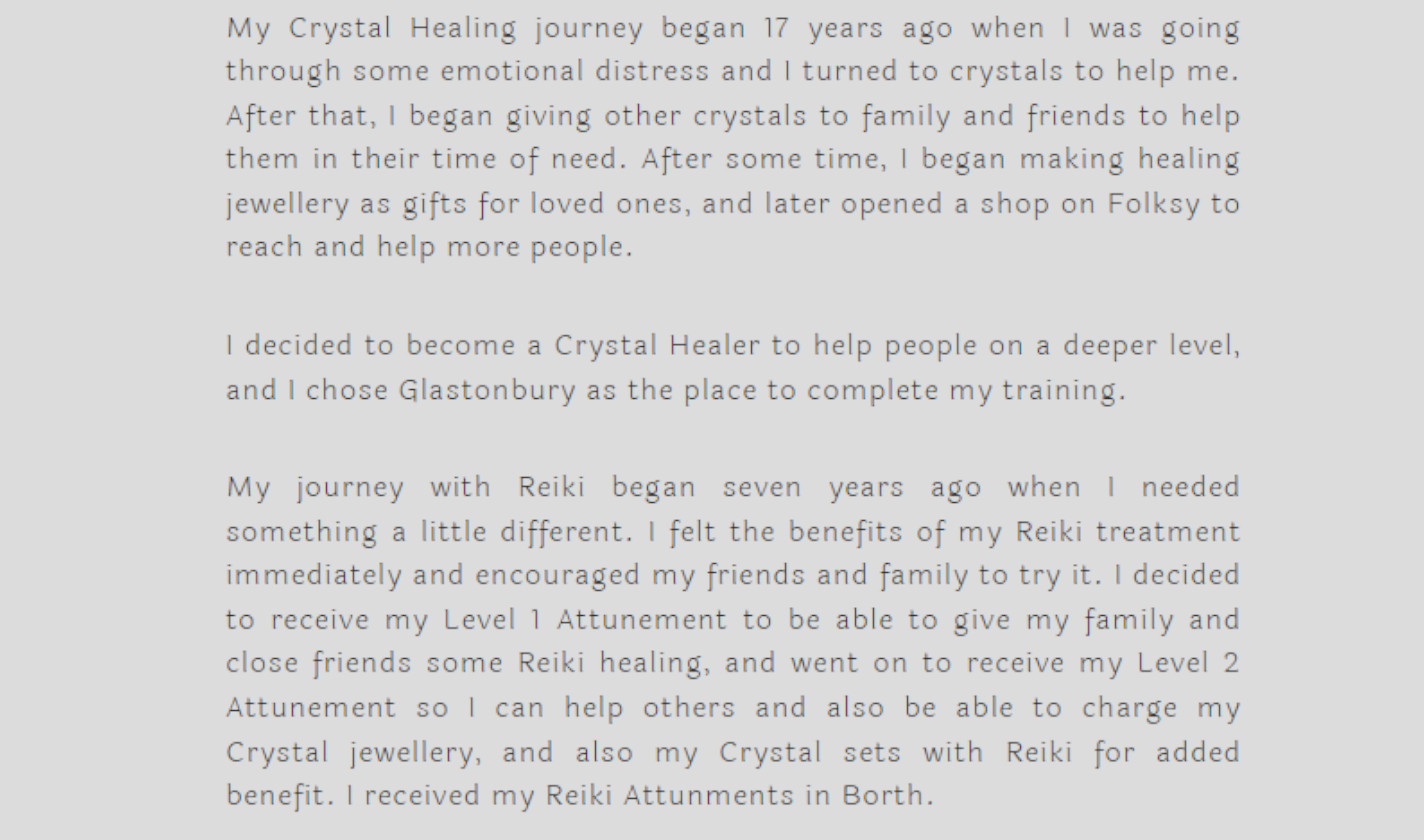 My Crystal Healing journey began 17 years ago when I was going
through some emotional distress and I turned to crystals to help me.
After that, I began giving other crystals to family and friends to help
them in their time of need. After some time, I began making healing
jewellery as gifts for loved ones, and later opened a shop on Folksy to
reach and help more people.
I decided to become a Crystal Healer to help people on a deeper level,
and I chose Glastonbury as the place to complete my training.
My journey with Reiki began seven years ago when I needed
something a little different. I felt the benefits of my Reiki treatment
immediately and encouraged my friends and family to try it. I decided
to receive my Level 1 Attunement to be able to give my family and
close friends some Reiki healing, and went on to receive my Level 2
Attunement so I can help others and also be able to charge my
Crystal jewellery, and also my Crystal sets with Reiki for added
benefit. I received my Reiki Attunments in Borth.